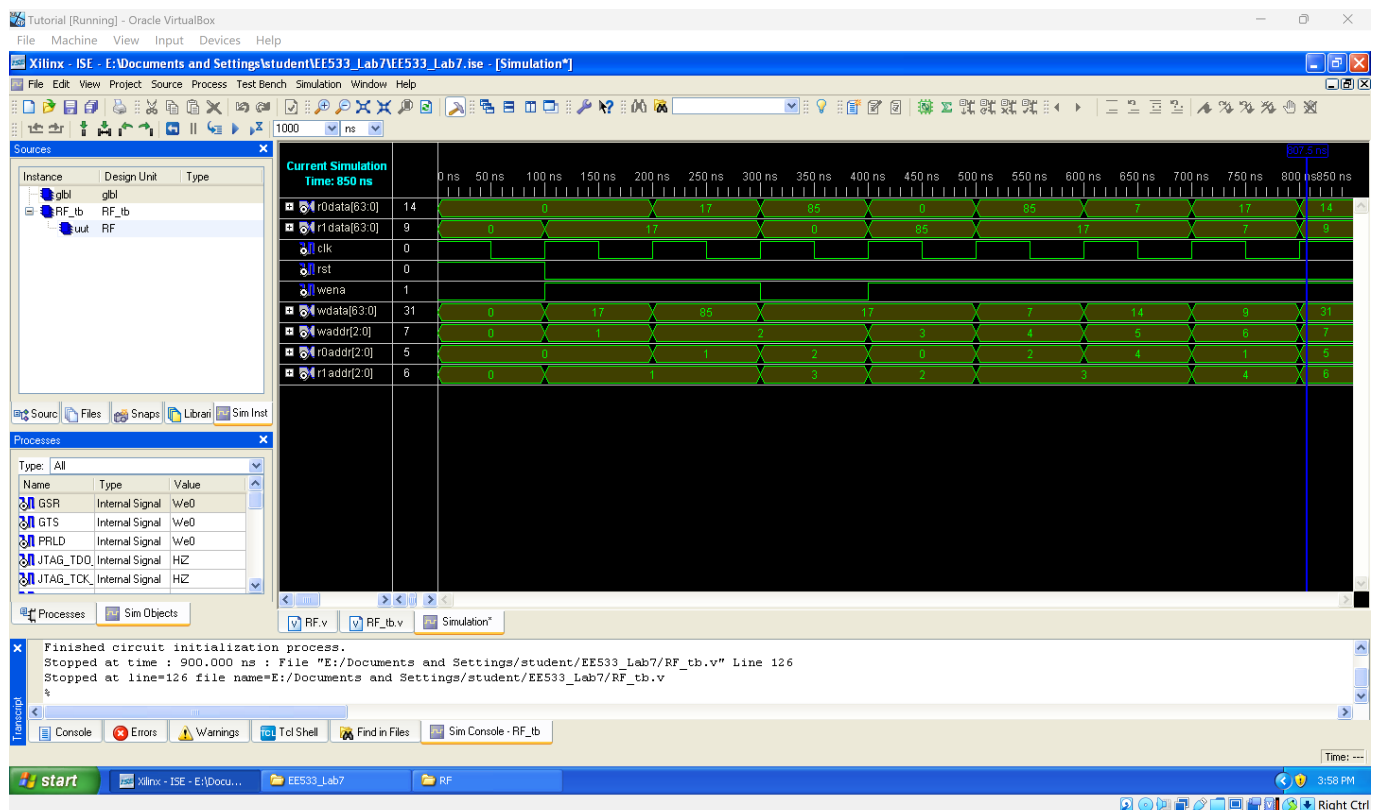 Tutorial [Running] - Oracle VirtualBox
File Machine View Input Devices Help
Xilinx - ISE - E:\Documents and Settings\student\EE533_Lab7\EE533_Lab7.ise - [Simulation*]
File Edit View Project Source Process Test Bench Simulation Window Help
1000 ns
Sources
Instance Design Unit Type
glbl glbl
RF_tb RF_tb
uut RF
Sourc Files Snaps Librari Sim Inst
Processes
Type: All
Name Type Value
GSR Internal Signal We0
GTS Internal Signal We0
PRLD Internal Signal We0
JTAG_TDO_ Internal Signal HiZ
JTAG_TCK_ Internal Signal HiZ
Processes Sim Objects
Current Simulation
Time: 850 ns
807.5 ns
0 ns 50 ns 100 ns 150 ns 200 ns 250 ns 300 ns 350 ns 400 ns 450 ns 500 ns 550 ns 600 ns 650 ns 700 ns 750 ns 800 ns 850 ns
r0data[63:0] 14 0 17 85 0 85 7 17 14
r1data[63:0] 9 0 17 0 85 17 7 9
clk 0
rst 0
wena 1
wdata[63:0] 31 0 17 85 17 7 14 9 31
waddr[2:0] 7 0 1 2 3 4 5 6 7
r0addr[2:0] 5 0 1 2 0 2 4 1 5
r1addr[2:0] 6 0 1 3 2 3 4 6
RF.v RF_tb.v Simulation*
Finished circuit initialization process.
Stopped at time : 900.000 ns : File "E:/Documents and Settings/student/EE533_Lab7/RF_tb.v" Line 126
Stopped at line=126 file name=E:/Documents and Settings/student/EE533_Lab7/RF_tb.v
%
Transcript
Console Errors Warnings TCL Tcl Shell Find in Files Sim Console - RF_tb
Time: ---
start Xilinx - ISE - E:\Docu... EE533_Lab7 RF 3:58 PM
Right Ctrl